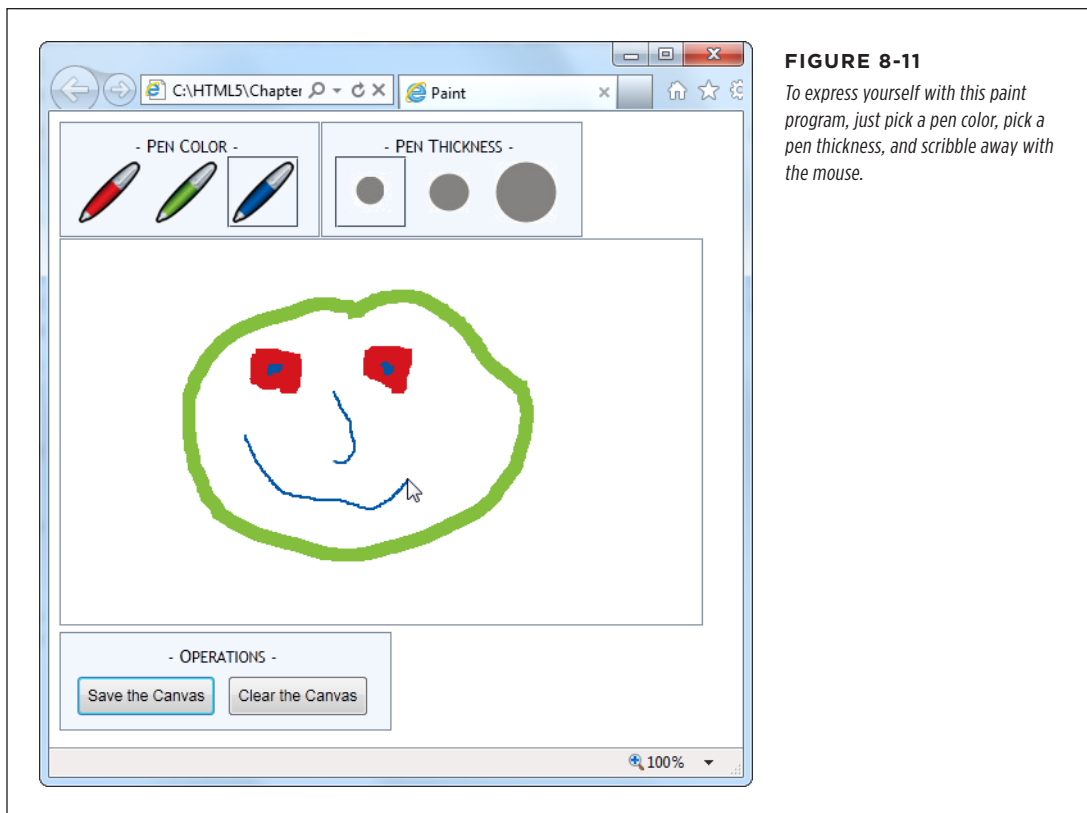 C:\HTML5\Chapter
Paint
- PEN COLOR -
- PEN THICKNESS -
- OPERATIONS -
Save the Canvas
Clear the Canvas
100%
FIGURE 8-11
To express yourself with this paint
program, just pick a pen color, pick a
pen thickness, and scribble away with
the mouse.